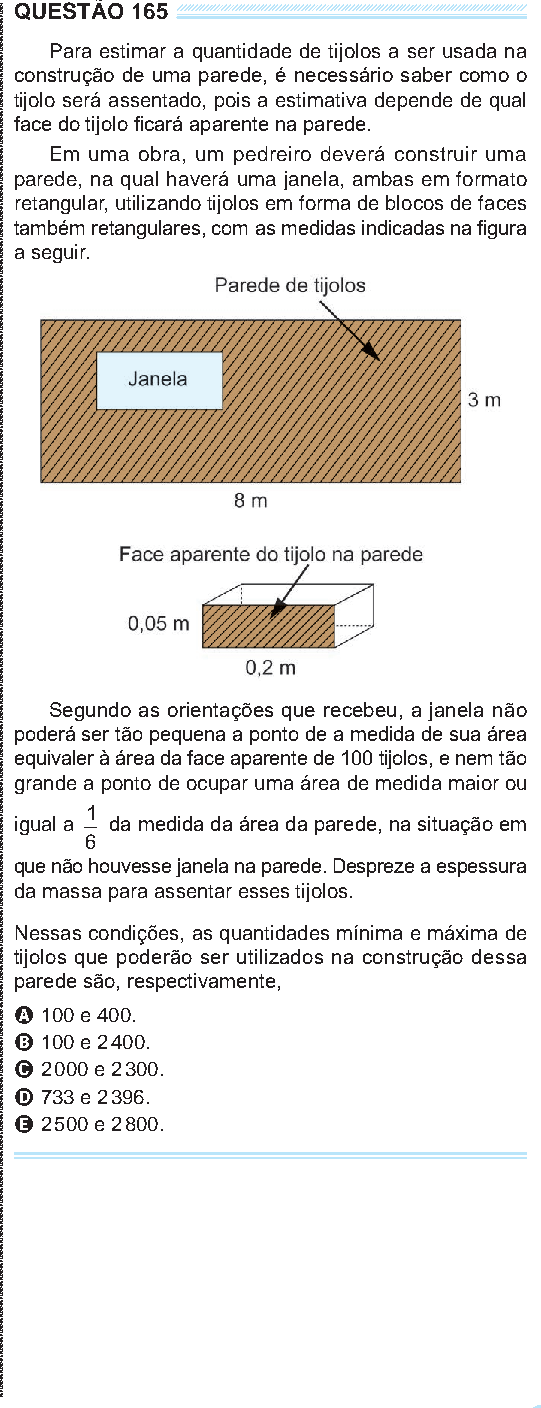 QUESTÃO 165
Para estimar a quantidade de tijolos a ser usada na
construção de uma parede, é necessário saber como o
tijolo será assentado, pois a estimativa depende de qual
face do tijolo ficará aparente na parede.
Em uma obra, um pedreiro deverá construir uma
parede, na qual haverá uma janela, ambas em formato
retangular, utilizando tijolos em forma de blocos de faces
também retangulares, com as medidas indicadas na figura
a seguir.
Parede de tijolos
Janela
3 m
8 m
Face aparente do tijolo na parede
0,05 m
0,2 m
Segundo as orientações que recebeu, a janela não
poderá ser tão pequena a ponto de a medida de sua área
equivaler à área da face aparente de 100 tijolos, e nem tão
grande a ponto de ocupar uma área de medida maior ou
igual a 1/6 da medida da área da parede, na situação em
que não houvesse janela na parede. Despreze a espessura
da massa para assentar esses tijolos.
Nessas condições, as quantidades mínima e máxima de
tijolos que poderão ser utilizados na construção dessa
parede são, respectivamente,
A 100 e 400.
B 100 e 2 400.
C 2 000 e 2 300.
D 733 e 2 396.
E 2 500 e 2 800.